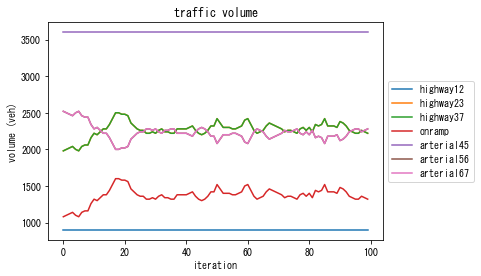 traffic volume
volume (veh)
3500
3000
2500
2000
1500
1000
0
20
40
60
80
100
iteration
highway12
highway23
highway37
onramp
arterial45
arterial56
arterial67